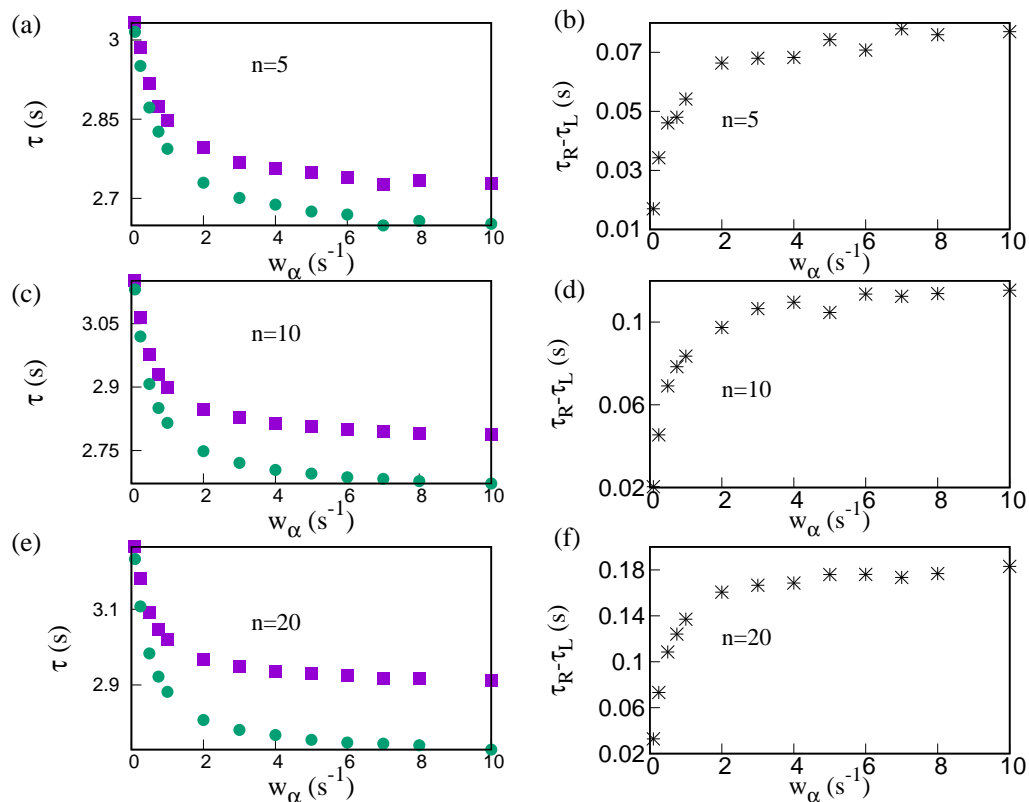 (a)
3
2.85
2.7
τ (s)
n=5
0 2 4 6 8 10
w_α (s⁻¹)
(b)
0.07
0.05
0.03
0.01
τ_R-τ_L (s)
n=5
0 2 4 6 8 10
w_α (s⁻¹)
(c)
3.05
2.9
2.75
τ (s)
n=10
0 2 4 6 8 10
w_α (s⁻¹)
(d)
0.1
0.06
0.02
τ_R-τ_L (s)
n=10
0 2 4 6 8 10
w_α (s⁻¹)
(e)
3.1
2.9
τ (s)
n=20
0 2 4 6 8 10
w_α (s⁻¹)
(f)
0.18
0.14
0.1
0.06
0.02
τ_R-τ_L (s)
n=20
0 2 4 6 8 10
w_α (s⁻¹)